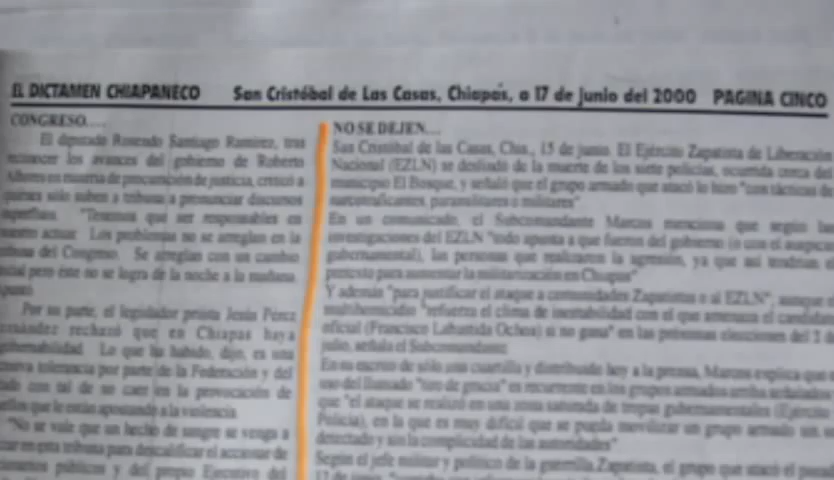 EL DICTAMEN CHIAPANECO San Cristóbal de Las Casas, Chiapas, a 17 de junio del 2000 PAGINA CINCO
CONGRESO....
El diputado Rosendo Santiago Ramírez, tras
reconocer los avances del gobierno de Roberto
en materia de procuración de justicia, criticó a
quienes sólo suben a tribuna a pronunciar discursos
"Tenemos que ser responsables en
actuar. Los problemas no se arreglan en la
del Congreso. Se arreglan con un cambio
pero éste no se logra de la noche a la mañana
Por su parte, el legislador priista Jesús Pérez
rechazó que en Chiapas haya
Lo que ha habido, dijo, es una
tolerancia por parte de la Federación y del
con tal de no caer en la provocación de
que le están apostando a la violencia.
"No se vale que un hecho de sangre se venga a
en esta tribuna para descalificar el accionar de
públicos y del propio Ejecutivo del
NO SE DEJEN...
San Cristóbal de las Casas, Chis., 15 de junio. El Ejército Zapatista de Liberación
Nacional (EZLN) se deslindó de la muerte de los siete policías, ocurrida cerca del
municipio El Bosque, y señaló que el grupo armado que atacó lo hizo "con tácticas de
narcotraficantes, paramilitares o militares"
En un comunicado, el Subcomandante Marcos menciona que según las
investigaciones del EZLN "todo apunta a que fueron del gobierno (o con el auspicio
gubernamental), las personas que realizaron la agresión, ya que así tendrían el
pretexto para aumentar la militarización en Chiapas"
Y además "para justificar el ataque a comunidades Zapatistas o al EZLN", aunque el
multihomicidio "refuerza el clima de inestabilidad con el que amenaza el candidato
oficial (Francisco Labastida Ochoa) si no gana" en las próximas elecciones del 2 de
julio, señala el Subcomandante.
En su escrito de sólo una cuartilla y distribuido hoy a la prensa, Marcos explica que el
uso del llamado "tiro de gracia" es recurrente en los grupos armados arriba señalados
que "el ataque se realizó en una zona saturada de tropas gubernamentales (Ejército y
Policía), en la que es muy difícil que se pueda movilizar un grupo armado sin ser
detectado y sin la complicidad de las autoridades"
Según el jefe militar y político de la guerrilla Zapatista, el grupo que atacó el pasado
12 de junio